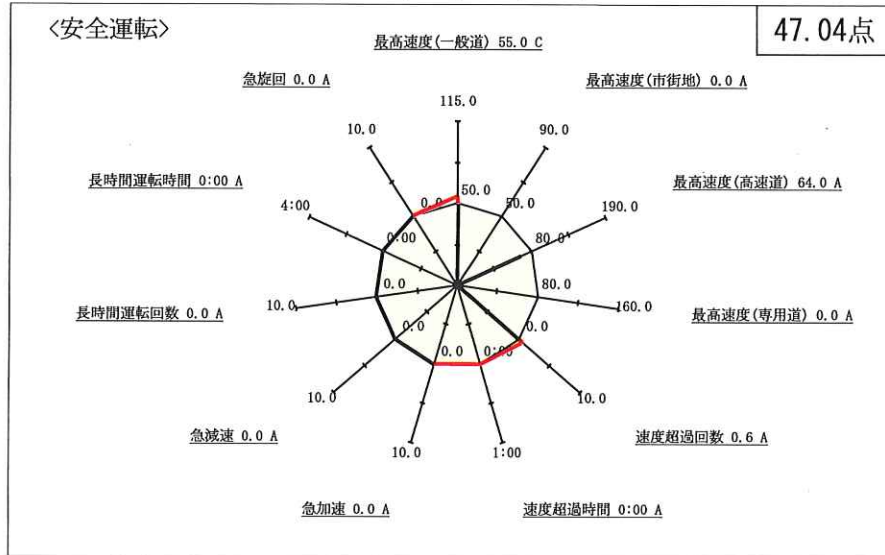 <安全運転>
47.04点
最高速度(一般道) 55.0 C
急旋回 0.0 A
最高速度(市街地) 0.0 A
115.0
10.0
90.0
長時間運転時間 0:00 A
最高速度(高速道) 64.0 A
4:00
0.0
50.0
50.0
190.0
0:00
80.0
長時間運転回数 0.0 A
10.0
0.0
80.0
160.0
最高速度(専用道) 0.0 A
0.0
0.0
0.0
0:00
10.0
10.0
急減速 0.0 A
速度超過回数 0.6 A
10.0
1:00
急加速 0.0 A
速度超過時間 0:00 A